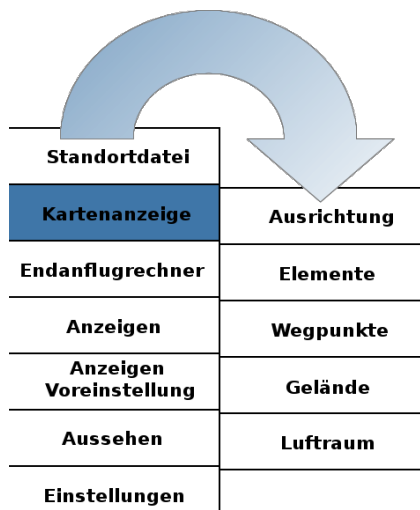 Standortdatei
Kartenanzeige
Endanflugrechner
Anzeigen
Anzeigen
Voreinstellung
Aussehen
Einstellungen
Ausrichtung
Elemente
Wegpunkte
Gelände
Luftraum